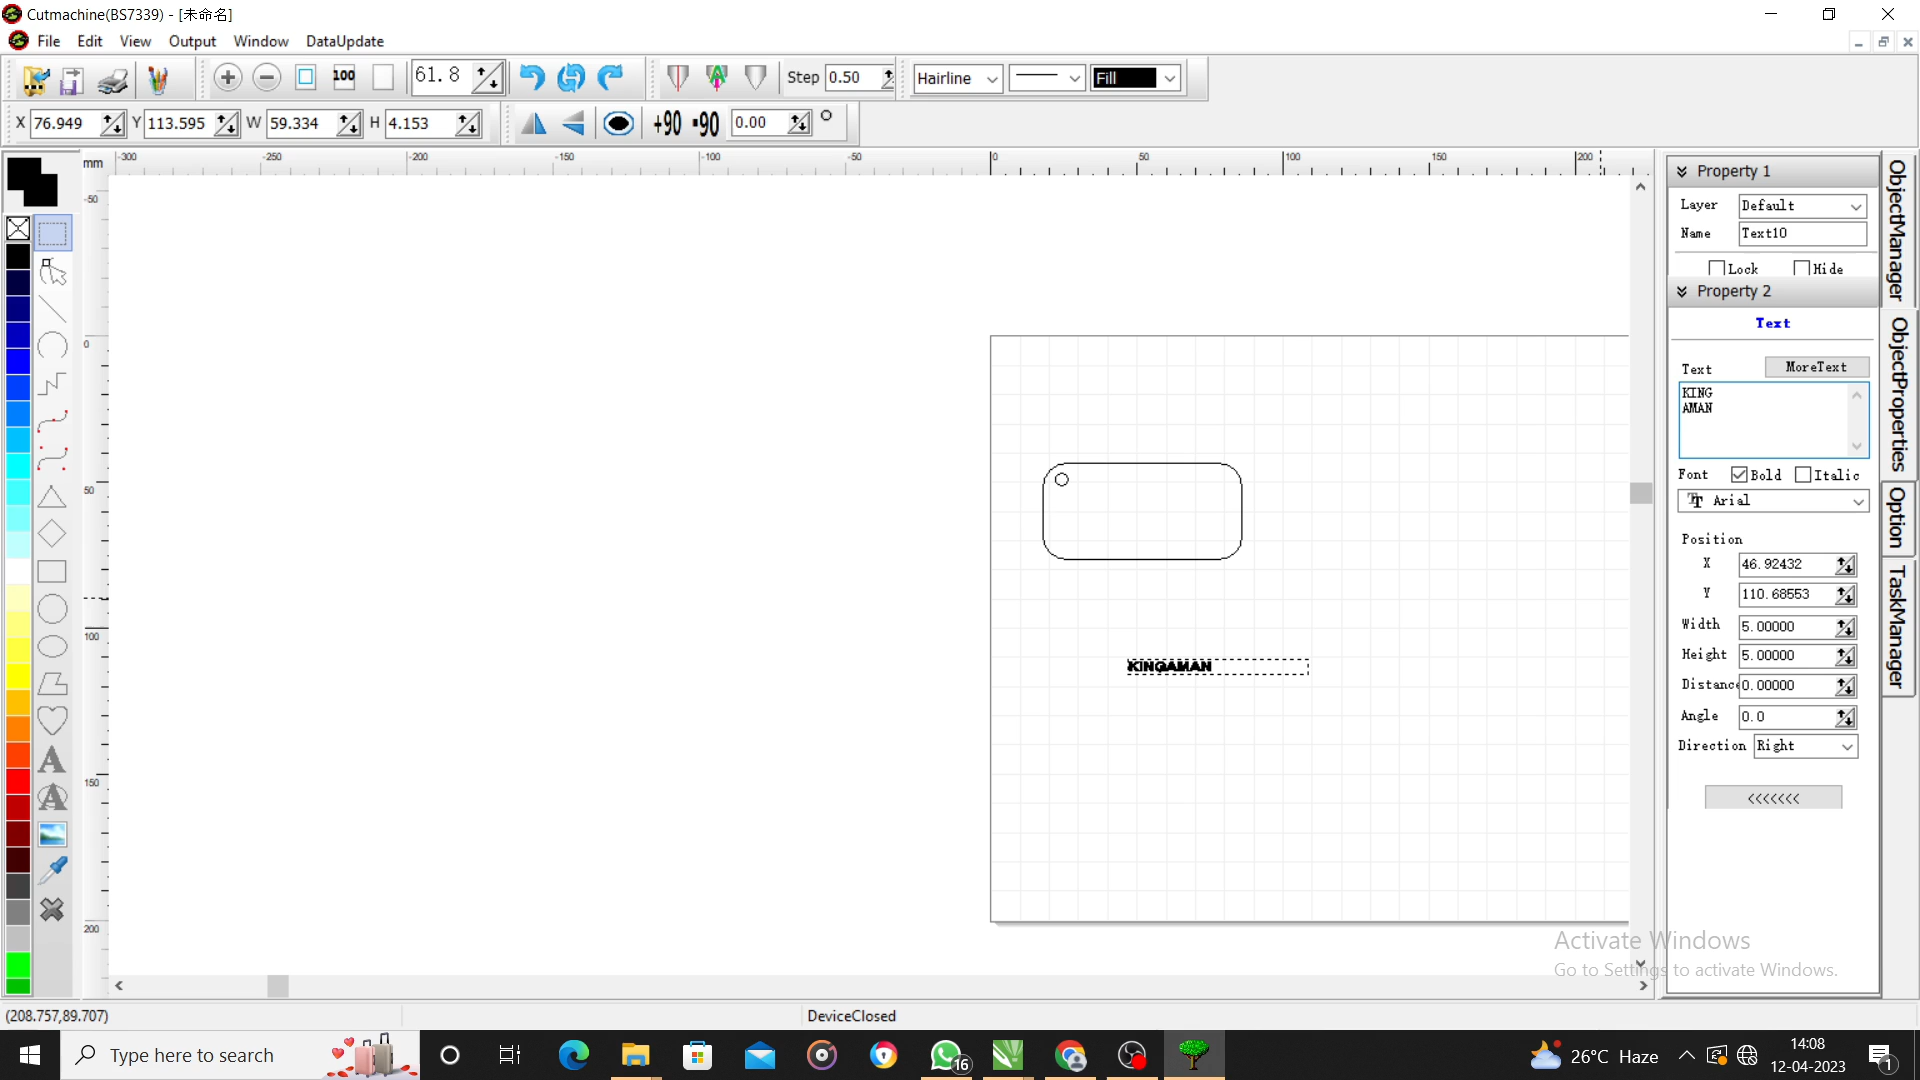 Cutmachine(BS7339) - [未命名]
File Edit View Output Window DataUpdate
100 61.8 Step 0.50 Hairline Fill
X 76.949 Y 113.595 W 59.334 H 4.153 +90 -90 0.00 °
mm -300 -250 -200 -150 -100 -50 0 50 100 150 200
-50
0
50
100
150
200
KINGAMAN
Property 1
Layer Default
Name Text10
Lock Hide
Property 2
Text
Text MoreText
KING
AMAN
Font Bold Italic
Arial
Position
X 46.92432
Y 110.68553
Width 5.00000
Height 5.00000
Distance 0.00000
Angle 0.0
Direction Right
<<<<<<<
ObjectManager
ObjectProperties
Option
TaskManager
Activate Windows
Go to Settings to activate Windows.
(208.757,89.707) DeviceClosed
Type here to search
16
26°C Haze
14:08
12-04-2023
1